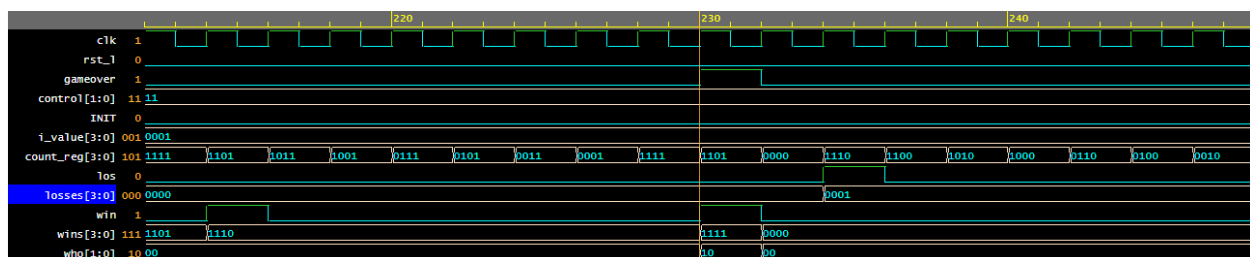 220 230 240
clk 1
rst_l 0
gameover 1
control[1:0] 11 11
INIT 0
i_value[3:0] 001 0001
count_reg[3:0] 101 1111 1101 1011 1001 0111 0101 0011 0001 1111 1101 0000 1110 1100 1010 1000 0110 0100 0010
los 0
losses[3:0] 000 0000 0001
win 1
wins[3:0] 111 1101 1110 1111 0000
who[1:0] 10 00 10 00